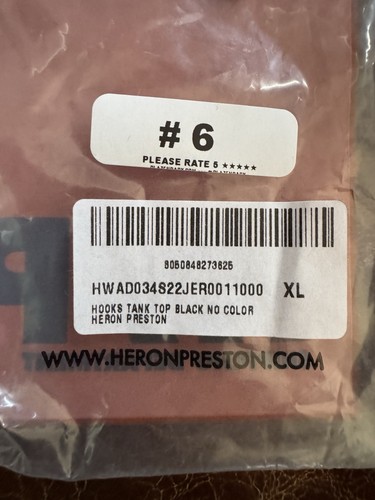 # 6
PLEASE RATE 5 ★★★★★
8050848273625
HWAD034S22JER0011000 XL
HOOKS TANK TOP BLACK NO COLOR
HERON PRESTON
WWW.HERONPRESTON.COM